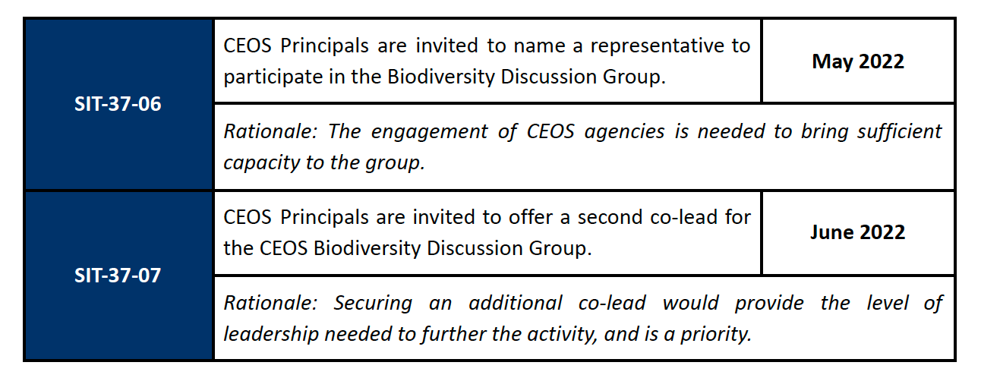 SIT-37-06
CEOS Principals are invited to name a representative to
participate in the Biodiversity Discussion Group.
May 2022
Rationale: The engagement of CEOS agencies is needed to bring sufficient
capacity to the group.
SIT-37-07
CEOS Principals are invited to offer a second co-lead for
the CEOS Biodiversity Discussion Group.
June 2022
Rationale: Securing an additional co-lead would provide the level of
leadership needed to further the activity, and is a priority.